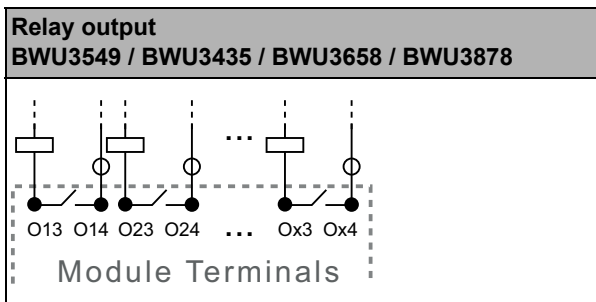 Relay output
BWU3549 / BWU3435 / BWU3658 / BWU3878
...
O13 O14 O23 O24 ... Ox3 Ox4
Module Terminals